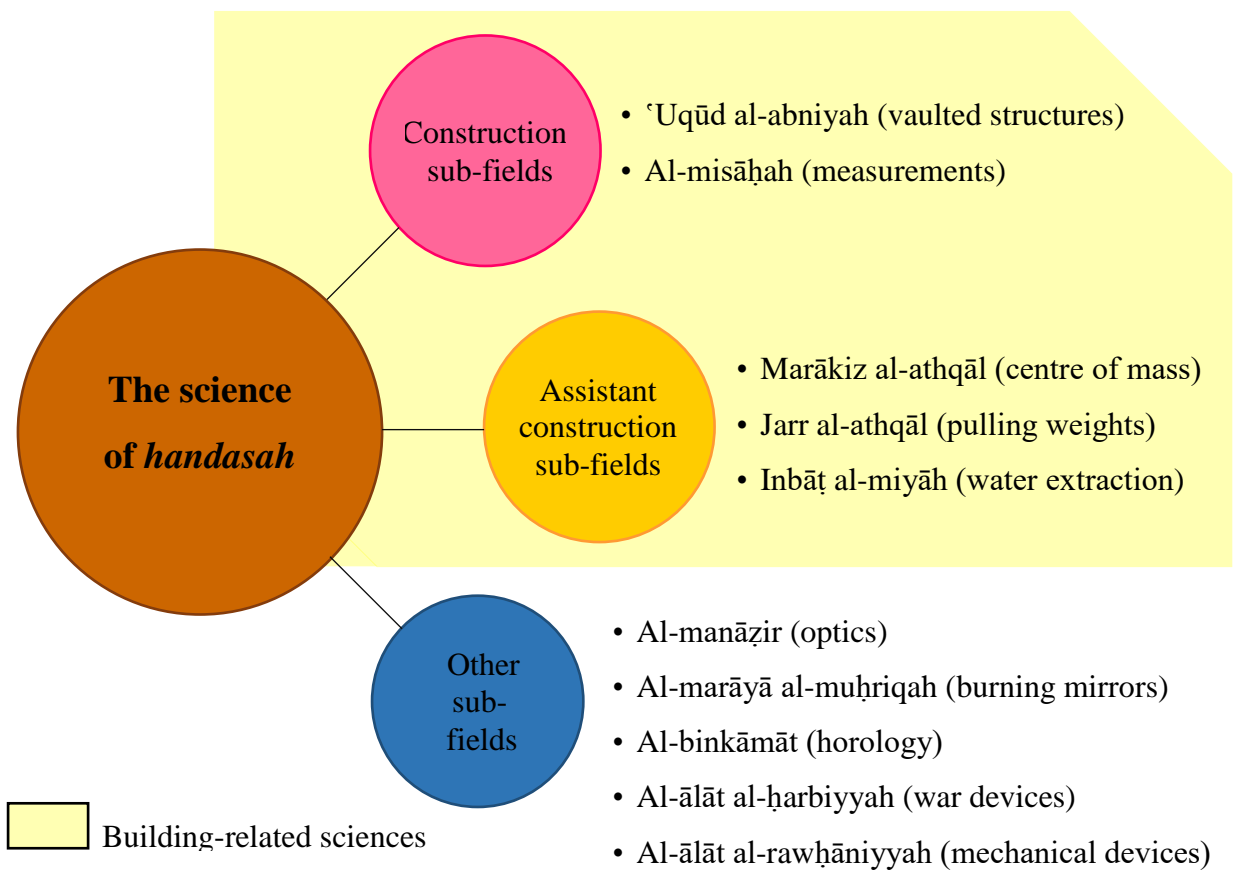 Construction
sub-fields
• ʻUqūd al-abniyah (vaulted structures)
• Al-misāḥah (measurements)
The science
of handasah
Assistant
construction
sub-fields
• Marākiz al-athqāl (centre of mass)
• Jarr al-athqāl (pulling weights)
• Inbāṭ al-miyāh (water extraction)
Other
sub-
fields
• Al-manāẓir (optics)
• Al-marāyā al-muḥriqah (burning mirrors)
• Al-binkāmāt (horology)
• Al-ālāt al-ḥarbiyyah (war devices)
• Al-ālāt al-rawḥāniyyah (mechanical devices)
Building-related sciences